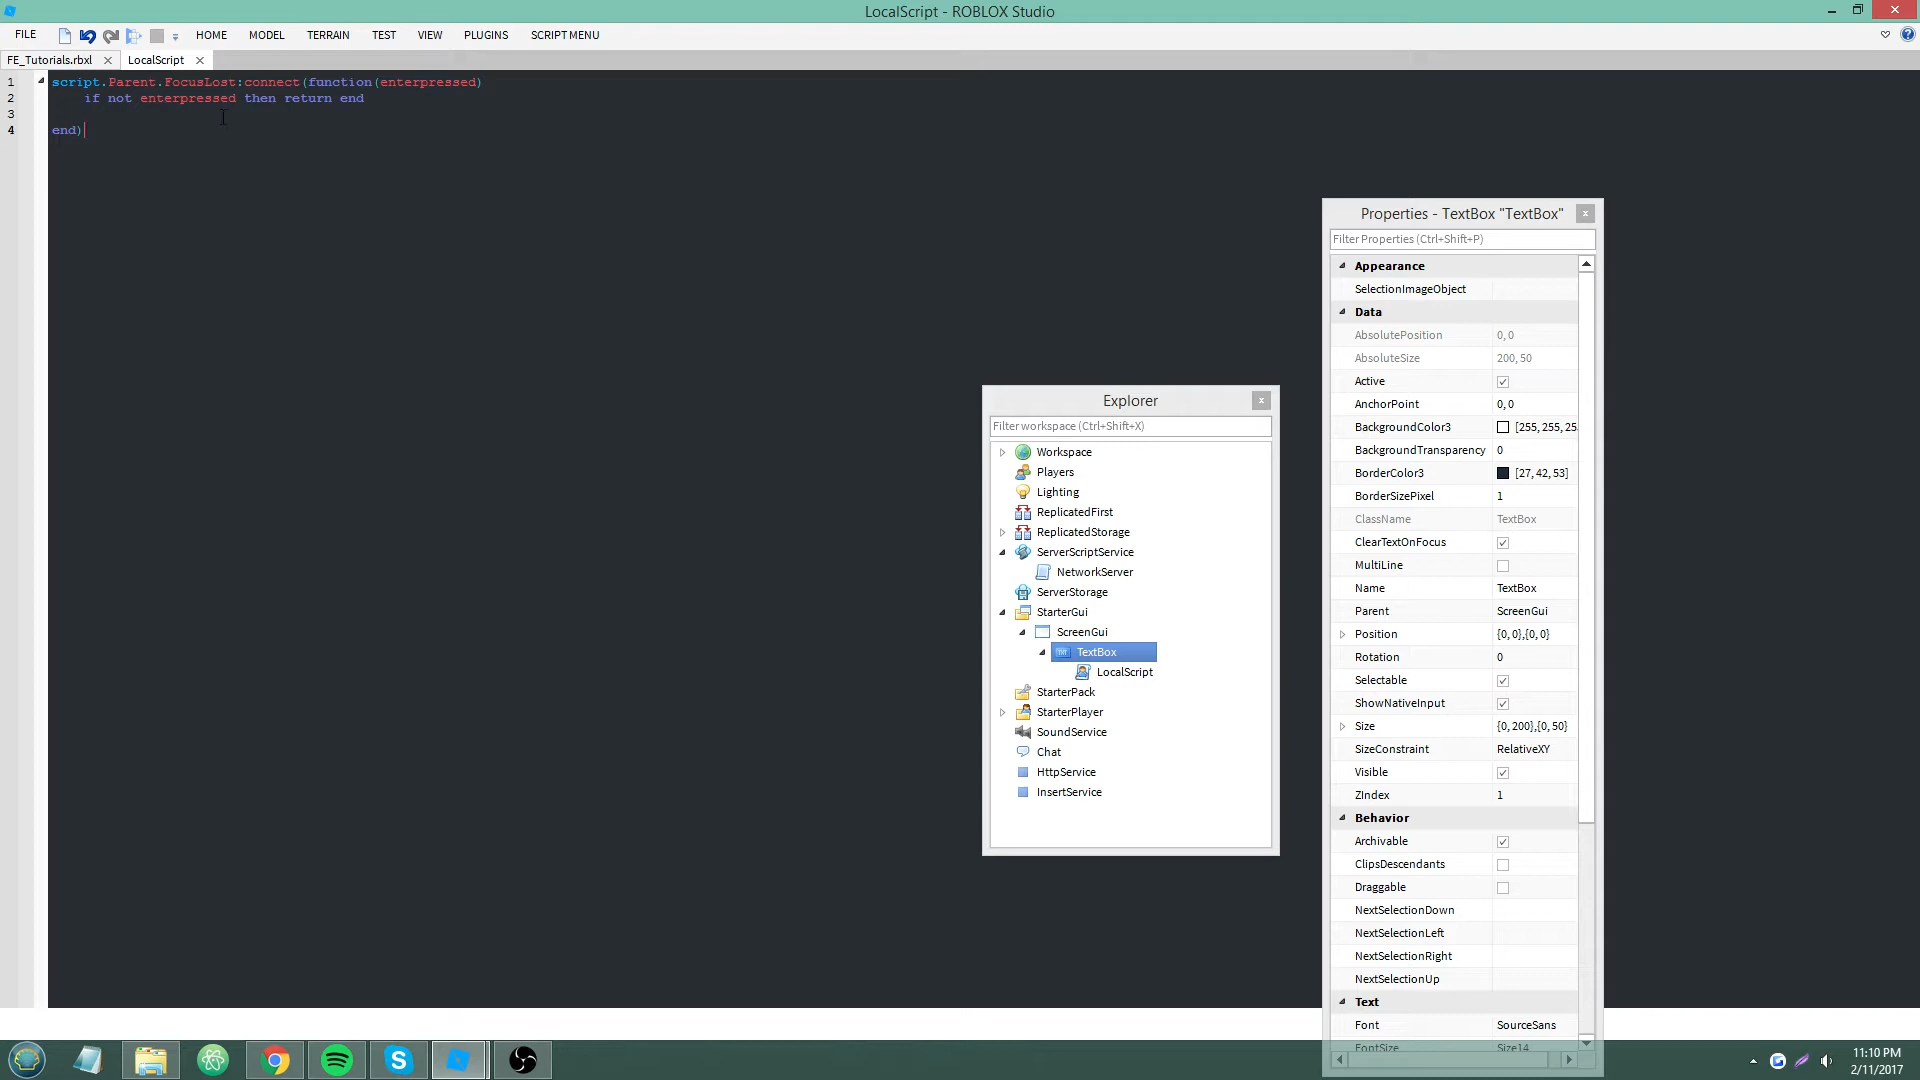 LocalScript - ROBLOX Studio
FILE HOME MODEL TERRAIN TEST VIEW PLUGINS SCRIPT MENU
FE_Tutorials.rbxl LocalScript
1 script.Parent.FocusLost:connect(function(enterpressed)
2 if not enterpressed then return end
3
4 end)
Explorer
Filter workspace (Ctrl+Shift+X)
Workspace
Players
Lighting
ReplicatedFirst
ReplicatedStorage
ServerScriptService
NetworkServer
ServerStorage
StarterGui
ScreenGui
TextBox
LocalScript
StarterPack
StarterPlayer
SoundService
Chat
HttpService
InsertService
Properties - TextBox "TextBox"
Filter Properties (Ctrl+Shift+P)
Appearance
SelectionImageObject
Data
AbsolutePosition 0, 0
AbsoluteSize 200, 50
Active
AnchorPoint 0, 0
BackgroundColor3 [255, 255, 25
BackgroundTransparency 0
BorderColor3 [27, 42, 53]
BorderSizePixel 1
ClassName TextBox
ClearTextOnFocus
MultiLine
Name TextBox
Parent ScreenGui
Position {0, 0},{0, 0}
Rotation 0
Selectable
ShowNativeInput
Size {0, 200},{0, 50}
SizeConstraint RelativeXY
Visible
ZIndex 1
Behavior
Archivable
ClipsDescendants
Draggable
NextSelectionDown
NextSelectionLeft
NextSelectionRight
NextSelectionUp
Text
Font SourceSans
FontSize Size14
11:10 PM
2/11/2017